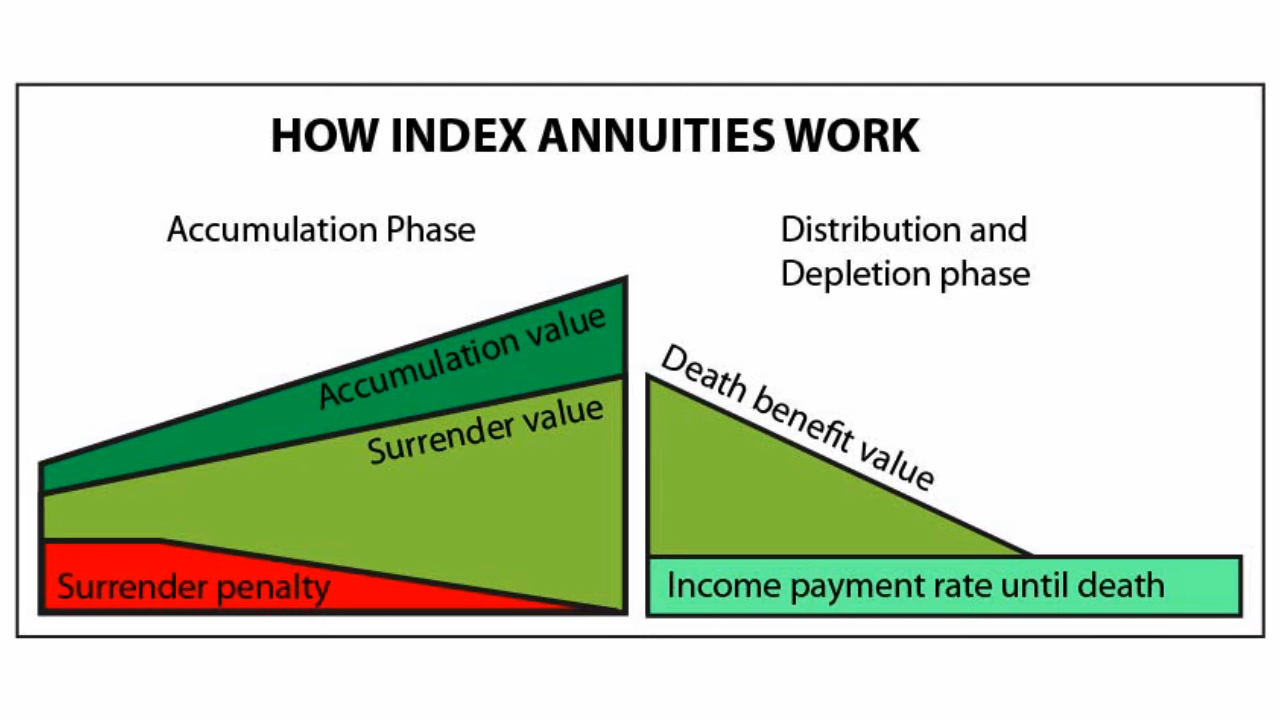 HOW INDEX ANNUITIES WORK
Accumulation Phase
Accumulation value
Surrender value
Surrender penalty
Distribution and
Depletion phase
Death benefit value
Income payment rate until death